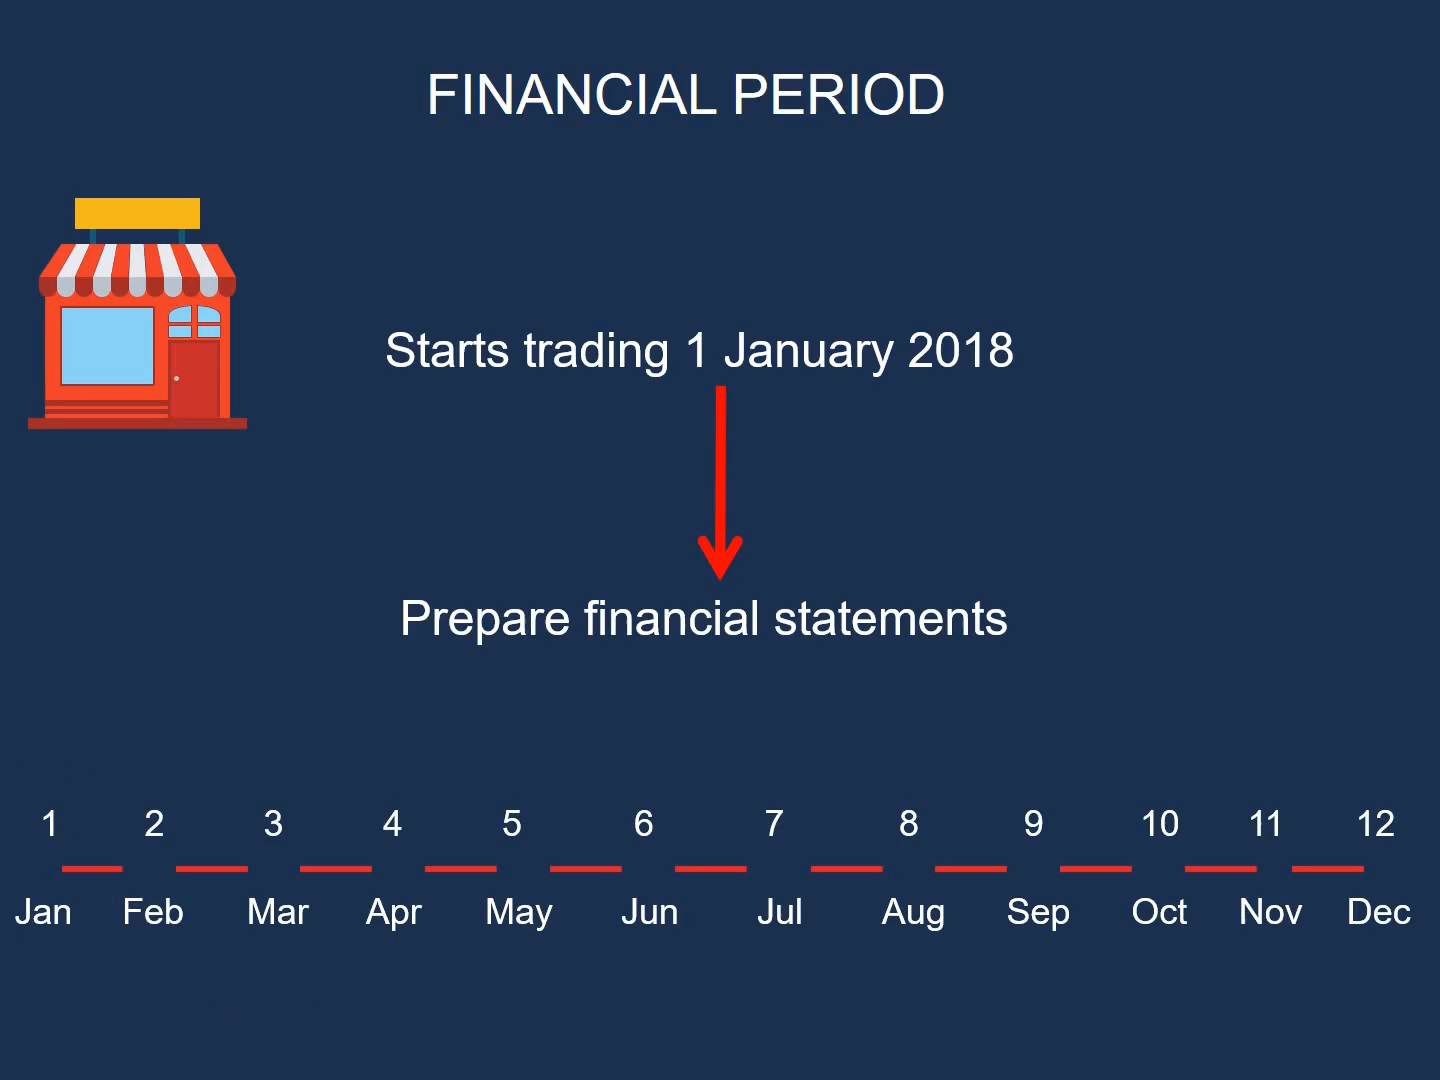 FINANCIAL PERIOD
Starts trading 1 January 2018
Prepare financial statements
1 2 3 4 5 6 7 8 9 10 11 12
Jan Feb Mar Apr May Jun Jul Aug Sep Oct Nov Dec